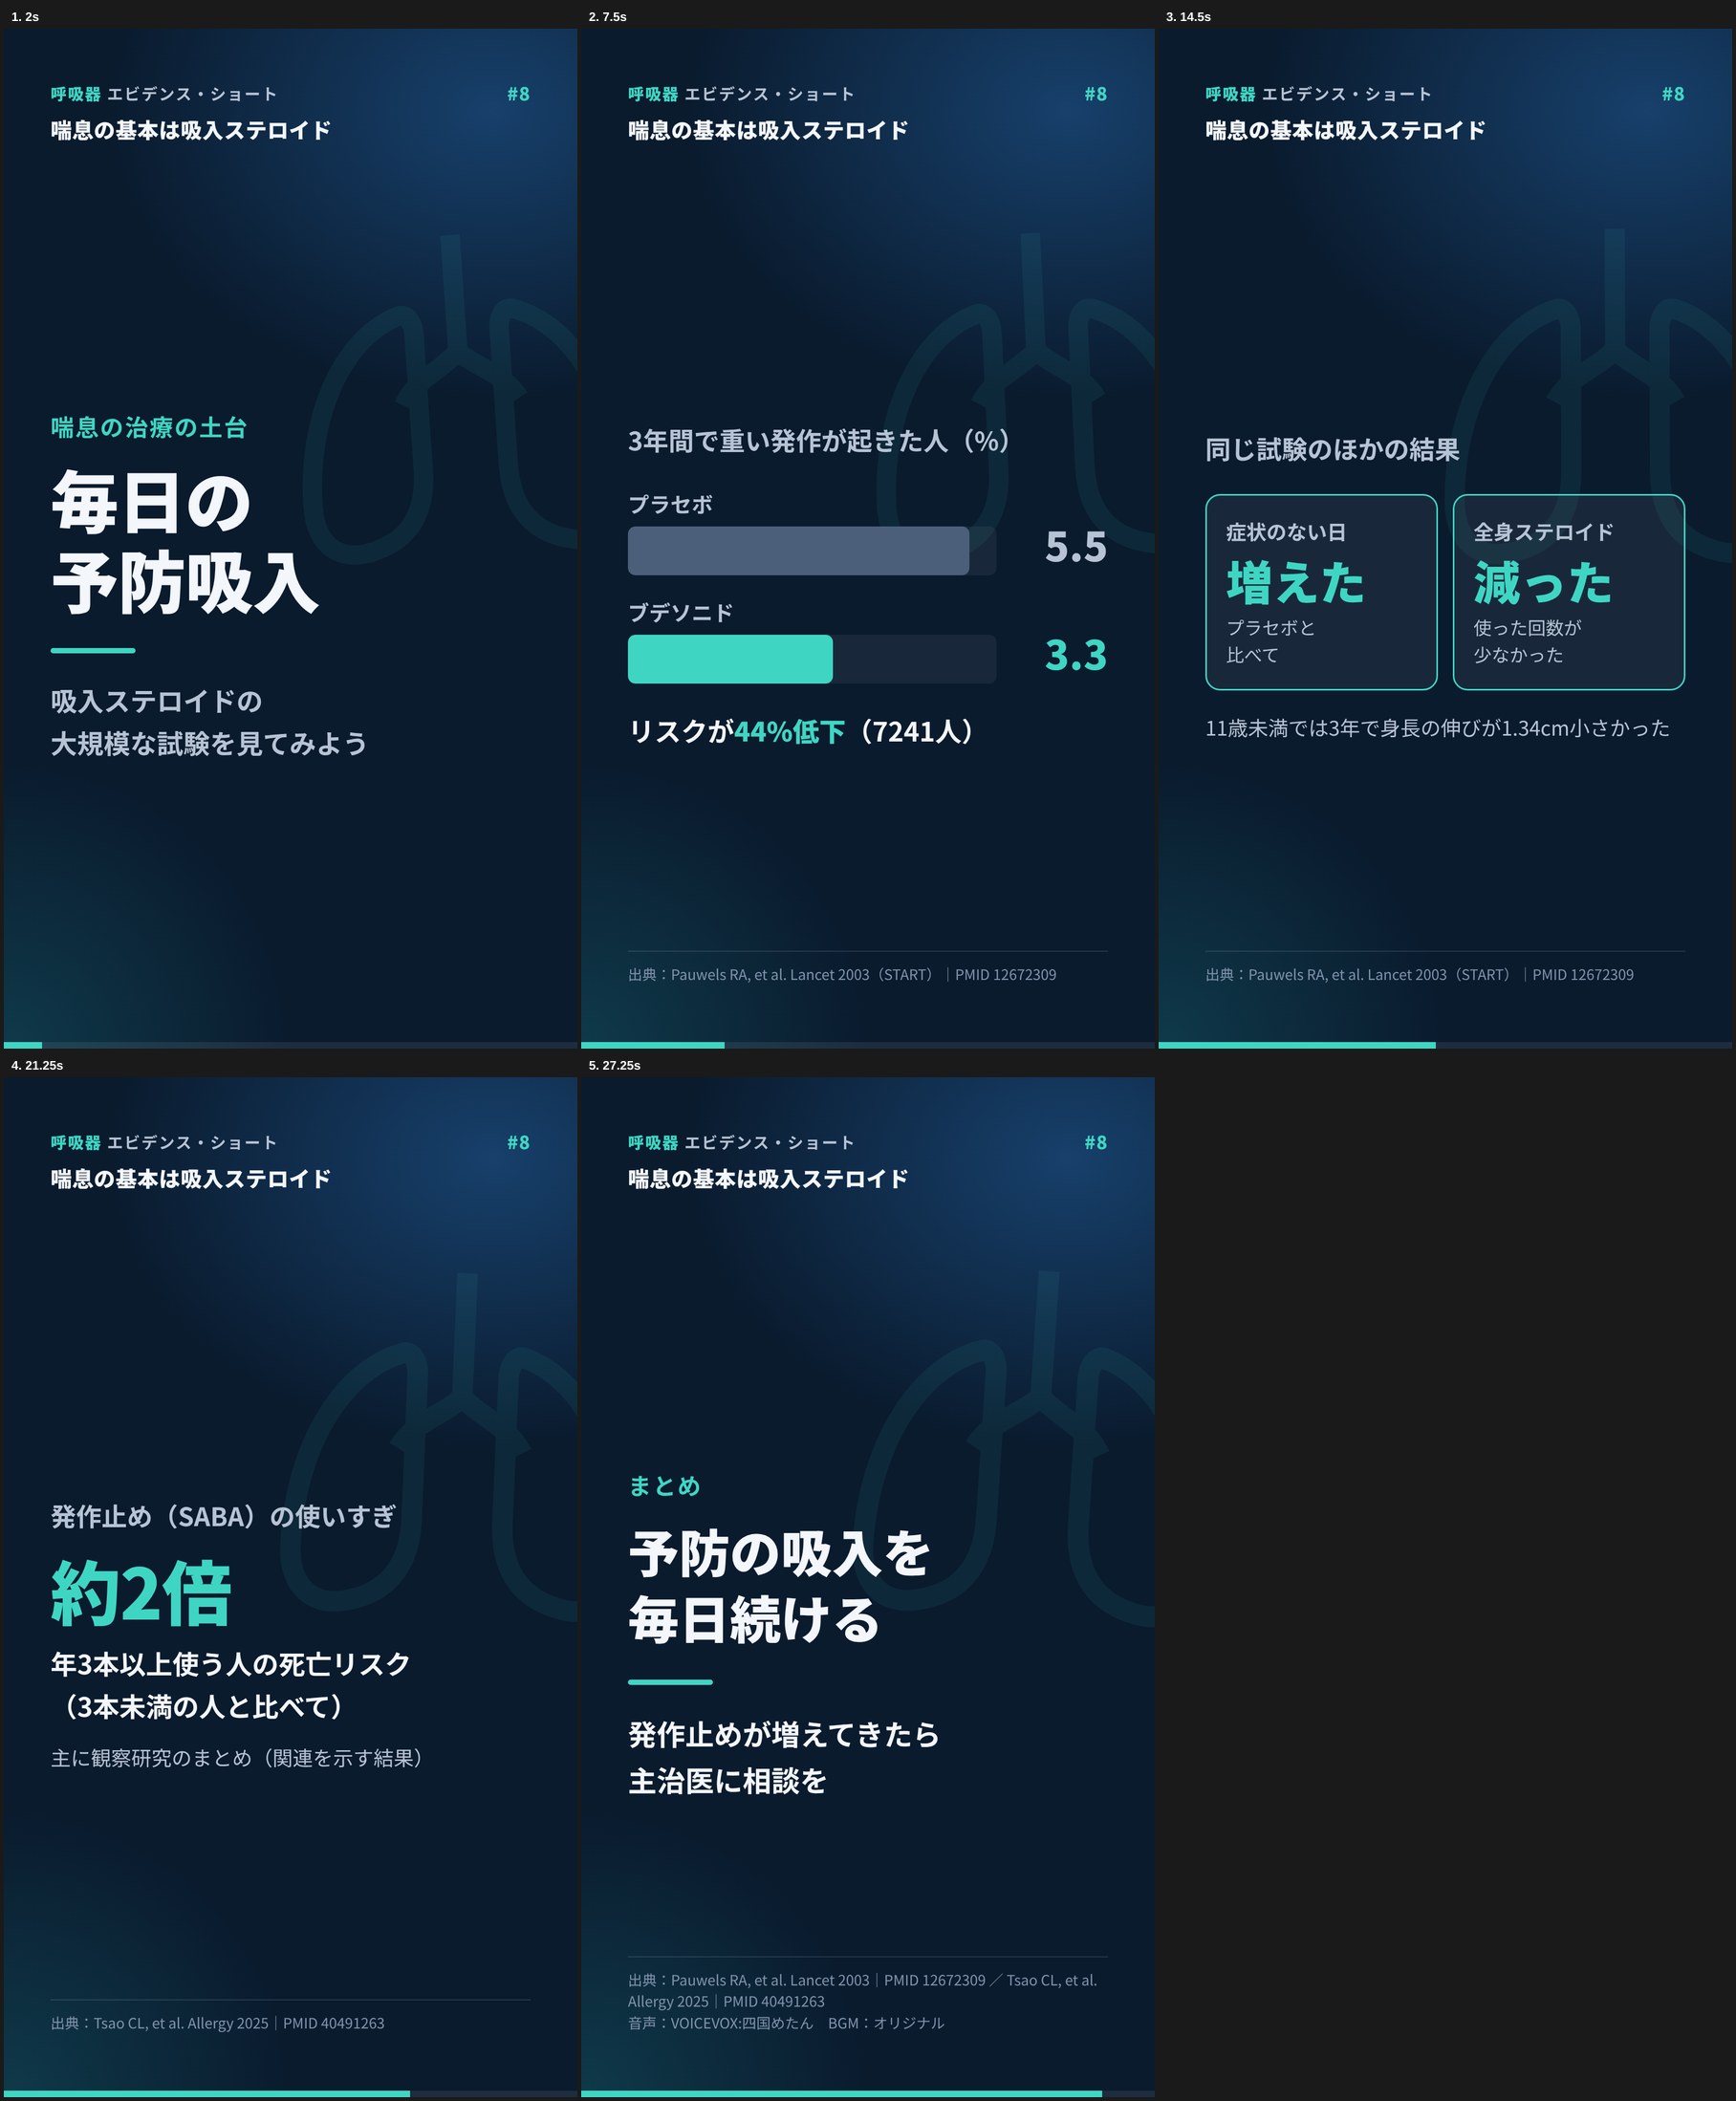 1. 2s
呼吸器 エビデンス・ショート #8
喘息の基本は吸入ステロイド
喘息の治療の土台
毎日の
予防吸入
吸入ステロイドの
大規模な試験を見てみよう
2. 7.5s
呼吸器 エビデンス・ショート #8
喘息の基本は吸入ステロイド
3年間で重い発作が起きた人（%）
プラセボ
5.5
ブデソニド
3.3
リスクが44%低下（7241人）
出典：Pauwels RA, et al. Lancet 2003（START）｜PMID 12672309
3. 14.5s
呼吸器 エビデンス・ショート #8
喘息の基本は吸入ステロイド
同じ試験のほかの結果
症状のない日
増えた
プラセボと
比べて
全身ステロイド
減った
使った回数が
少なかった
11歳未満では3年で身長の伸びが1.34cm小さかった
出典：Pauwels RA, et al. Lancet 2003（START）｜PMID 12672309
4. 21.25s
呼吸器 エビデンス・ショート #8
喘息の基本は吸入ステロイド
発作止め（SABA）の使いすぎ
約2倍
年3本以上使う人の死亡リスク
（3本未満の人と比べて）
主に観察研究のまとめ（関連を示す結果）
出典：Tsao CL, et al. Allergy 2025｜PMID 40491263
5. 27.25s
呼吸器 エビデンス・ショート #8
喘息の基本は吸入ステロイド
まとめ
予防の吸入を
毎日続ける
発作止めが増えてきたら
主治医に相談を
出典：Pauwels RA, et al. Lancet 2003｜PMID 12672309 ／ Tsao CL, et al.
Allergy 2025｜PMID 40491263
音声：VOICEVOX:四国めたん　BGM：オリジナル